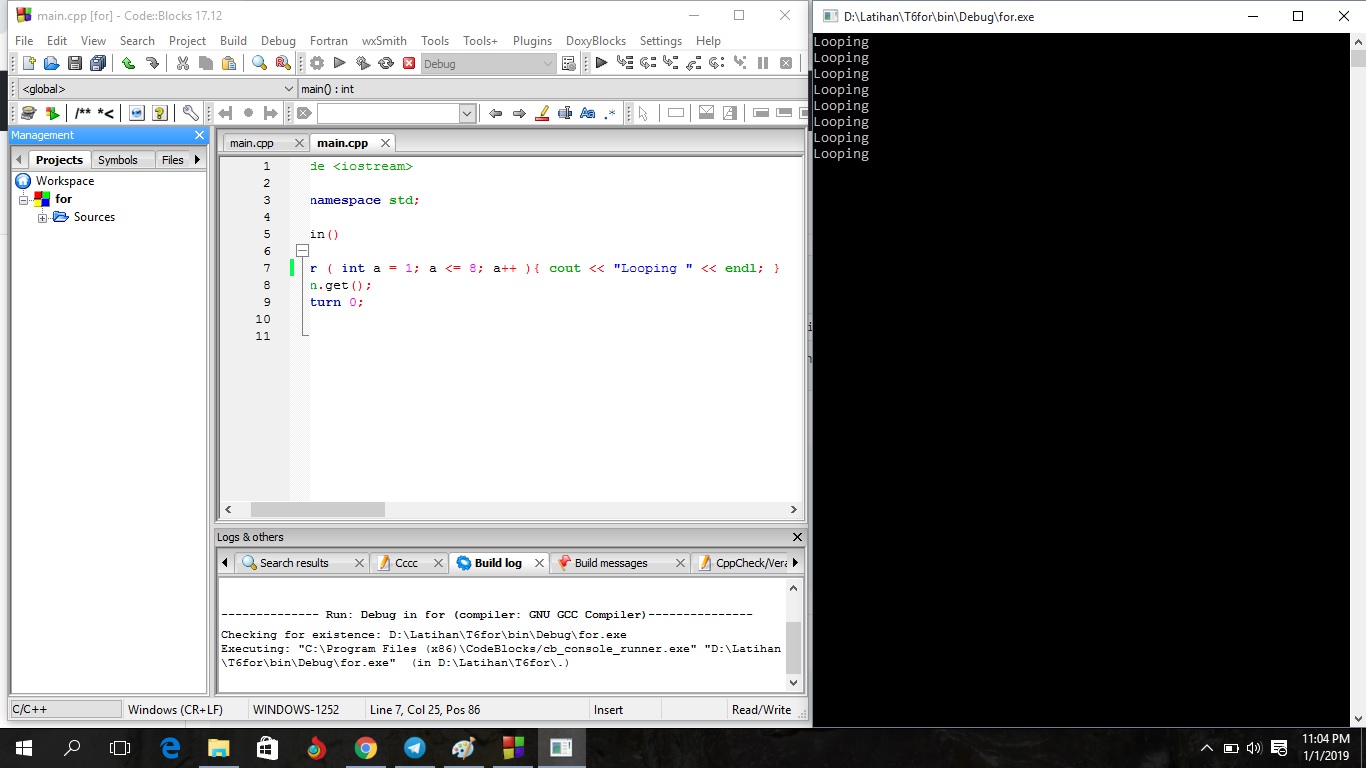 main.cpp [for] - Code::Blocks 17.12
File Edit View Search Project Build Debug Fortran wxSmith Tools Tools+ Plugins DoxyBlocks Settings Help
Debug
<global> main() : int
/** *<
Aa .*
Management
Projects Symbols Files
Workspace
for
Sources
main.cpp main.cpp
1 de <iostream>
2
3 namespace std;
4
5 in()
6
7 r ( int a = 1; a <= 8; a++ ){ cout << "Looping " << endl; }
8 n.get();
9 turn 0;
10
11
Logs & others
Search results Cccc Build log Build messages CppCheck/Vera
-------------- Run: Debug in for (compiler: GNU GCC Compiler)---------------
Checking for existence: D:\Latihan\T6for\bin\Debug\for.exe
Executing: "C:\Program Files (x86)\CodeBlocks/cb_console_runner.exe" "D:\Latihan
\T6for\bin\Debug\for.exe"  (in D:\Latihan\T6for\.)
C/C++ Windows (CR+LF) WINDOWS-1252 Line 7, Col 25, Pos 86 Insert Read/Write
D:\Latihan\T6for\bin\Debug\for.exe
Looping
Looping
Looping
Looping
Looping
Looping
Looping
Looping
11:04 PM
1/1/2019